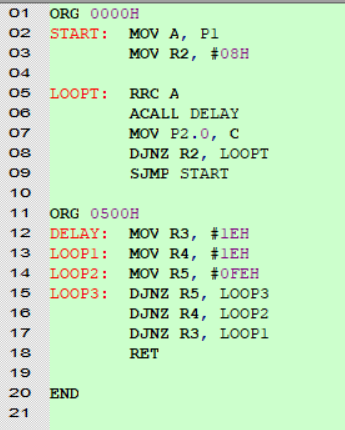 01 ORG 0000H
02 START: MOV A, P1
03 MOV R2, #08H
04
05 LOOPT: RRC A
06 ACALL DELAY
07 MOV P2.0, C
08 DJNZ R2, LOOPT
09 SJMP START
10
11 ORG 0500H
12 DELAY: MOV R3, #1EH
13 LOOP1: MOV R4, #1EH
14 LOOP2: MOV R5, #0FEH
15 LOOP3: DJNZ R5, LOOP3
16 DJNZ R4, LOOP2
17 DJNZ R3, LOOP1
18 RET
19
20 END
21